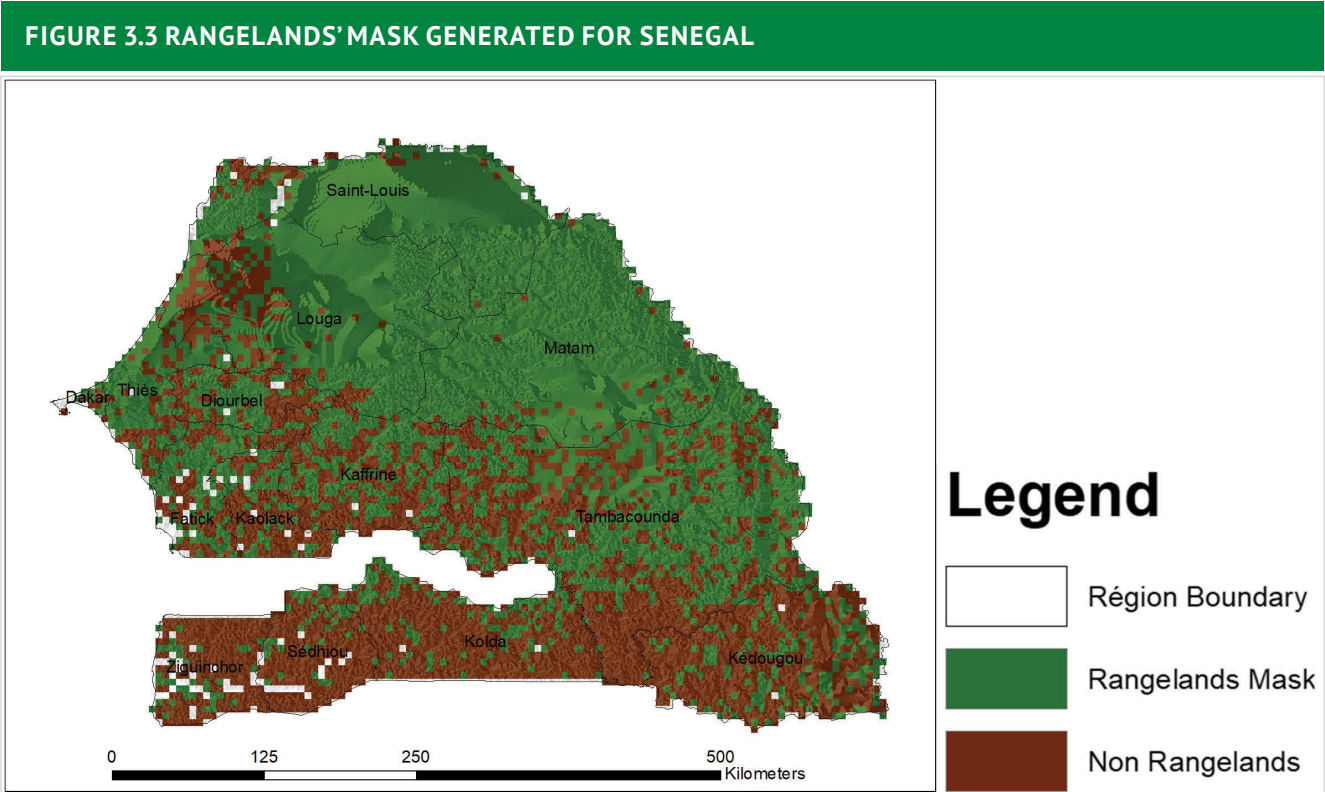 FIGURE 3.3 RANGELANDS' MASK GENERATED FOR SENEGAL
Saint-Louis
Louga
Matam
Dakar
Thiès
Diourbel
Kaffrine
Fatick
Kaolack
Tambacounda
Ziguinchor
Sédhiou
Kolda
Kédougou
Legend
Région Boundary
Rangelands Mask
Non Rangelands
0 125 250 500
Kilometers